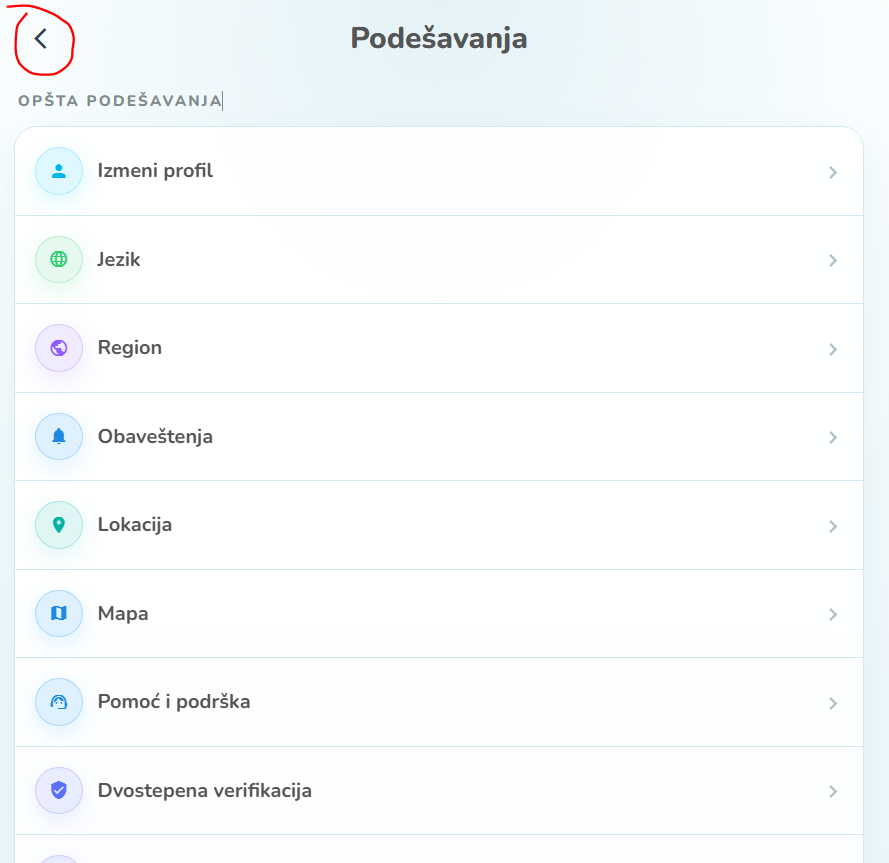 Podešavanja
OPŠTA PODEŠAVANJA
Izmeni profil
Jezik
Region
Obaveštenja
Lokacija
Mapa
Pomoć i podrška
Dvostepena verifikacija